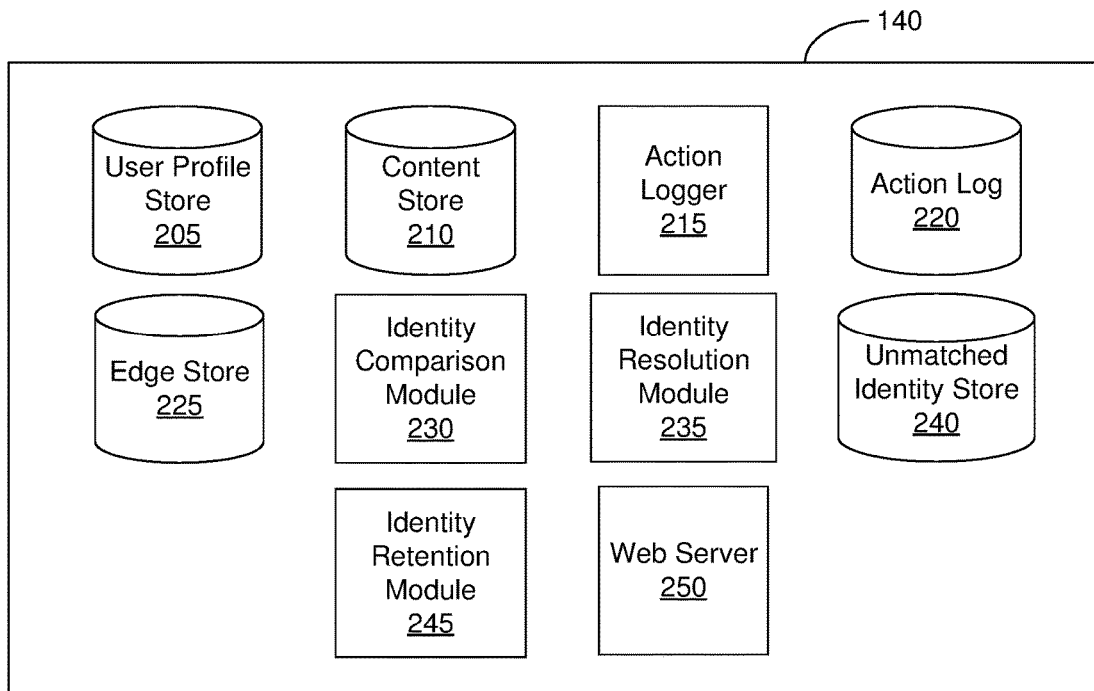 140
User Profile
Store
205
Content
Store
210
Action
Logger
215
Action Log
220
Edge Store
225
Identity
Comparison
Module
230
Identity
Resolution
Module
235
Unmatched
Identity Store
240
Identity
Retention
Module
245
Web Server
250